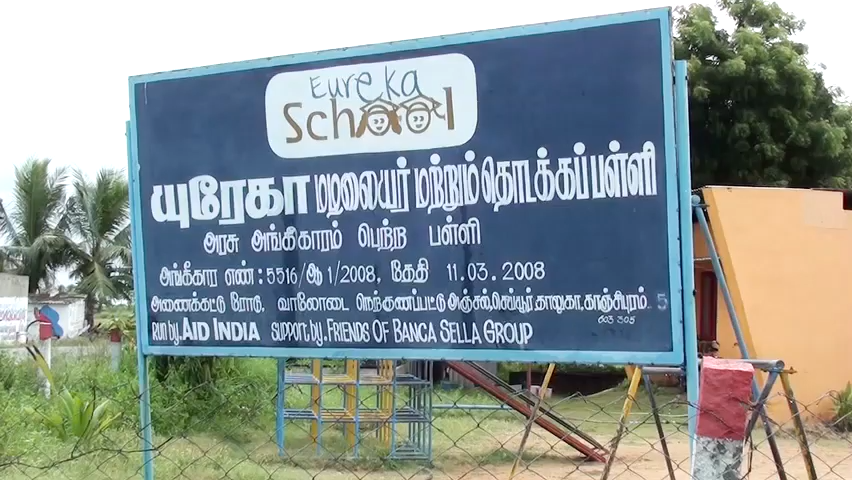 Eureka
School
யுரேகா மழலையர் மற்றும் தொடக்கப்பள்ளி
அரசு அங்கீகாரம் பெற்ற பள்ளி
அங்கீகார எண்: 5516/ஆ 1/2008, தேதி 11.03.2008
அணைக்கட்டு ரோடு, வாலோடை நெற்குணப்பட்டு அஞ்சல், செய்யூர் தாலுகா, காஞ்சிபுரம். 5
603 305
Run by. AID INDIA support by. FRIENDS OF BANCA SELLA GROUP